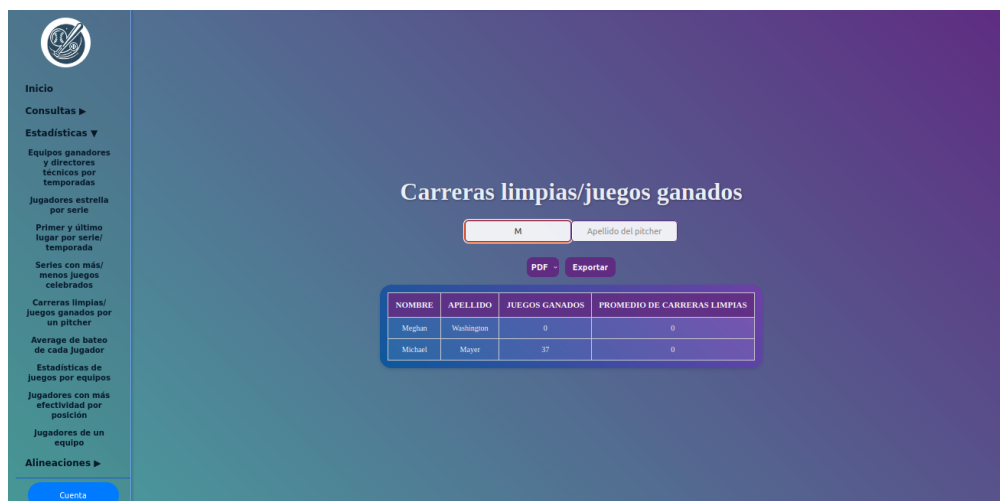 Inicio
Consultas ▶
Estadísticas ▼
Equipos ganadores
y directores
técnicos por
temporadas
Jugadores estrella
por serie
Primer y último
lugar por serie/
temporada
Series con más/
menos juegos
celebrados
Carreras limpias/
juegos ganados por
un pitcher
Average de bateo
de cada Jugador
Estadísticas de
juegos por equipos
Jugadores con más
efectividad por
posición
Jugadores de un
equipo
Alineaciones ▶
Cuenta
Carreras limpias/juegos ganados
M Apellido del pitcher
PDF Exportar
NOMBRE APELLIDO JUEGOS GANADOS PROMEDIO DE CARRERAS LIMPIAS
Meghan Washington 0 0
Michael Mayer 37 0